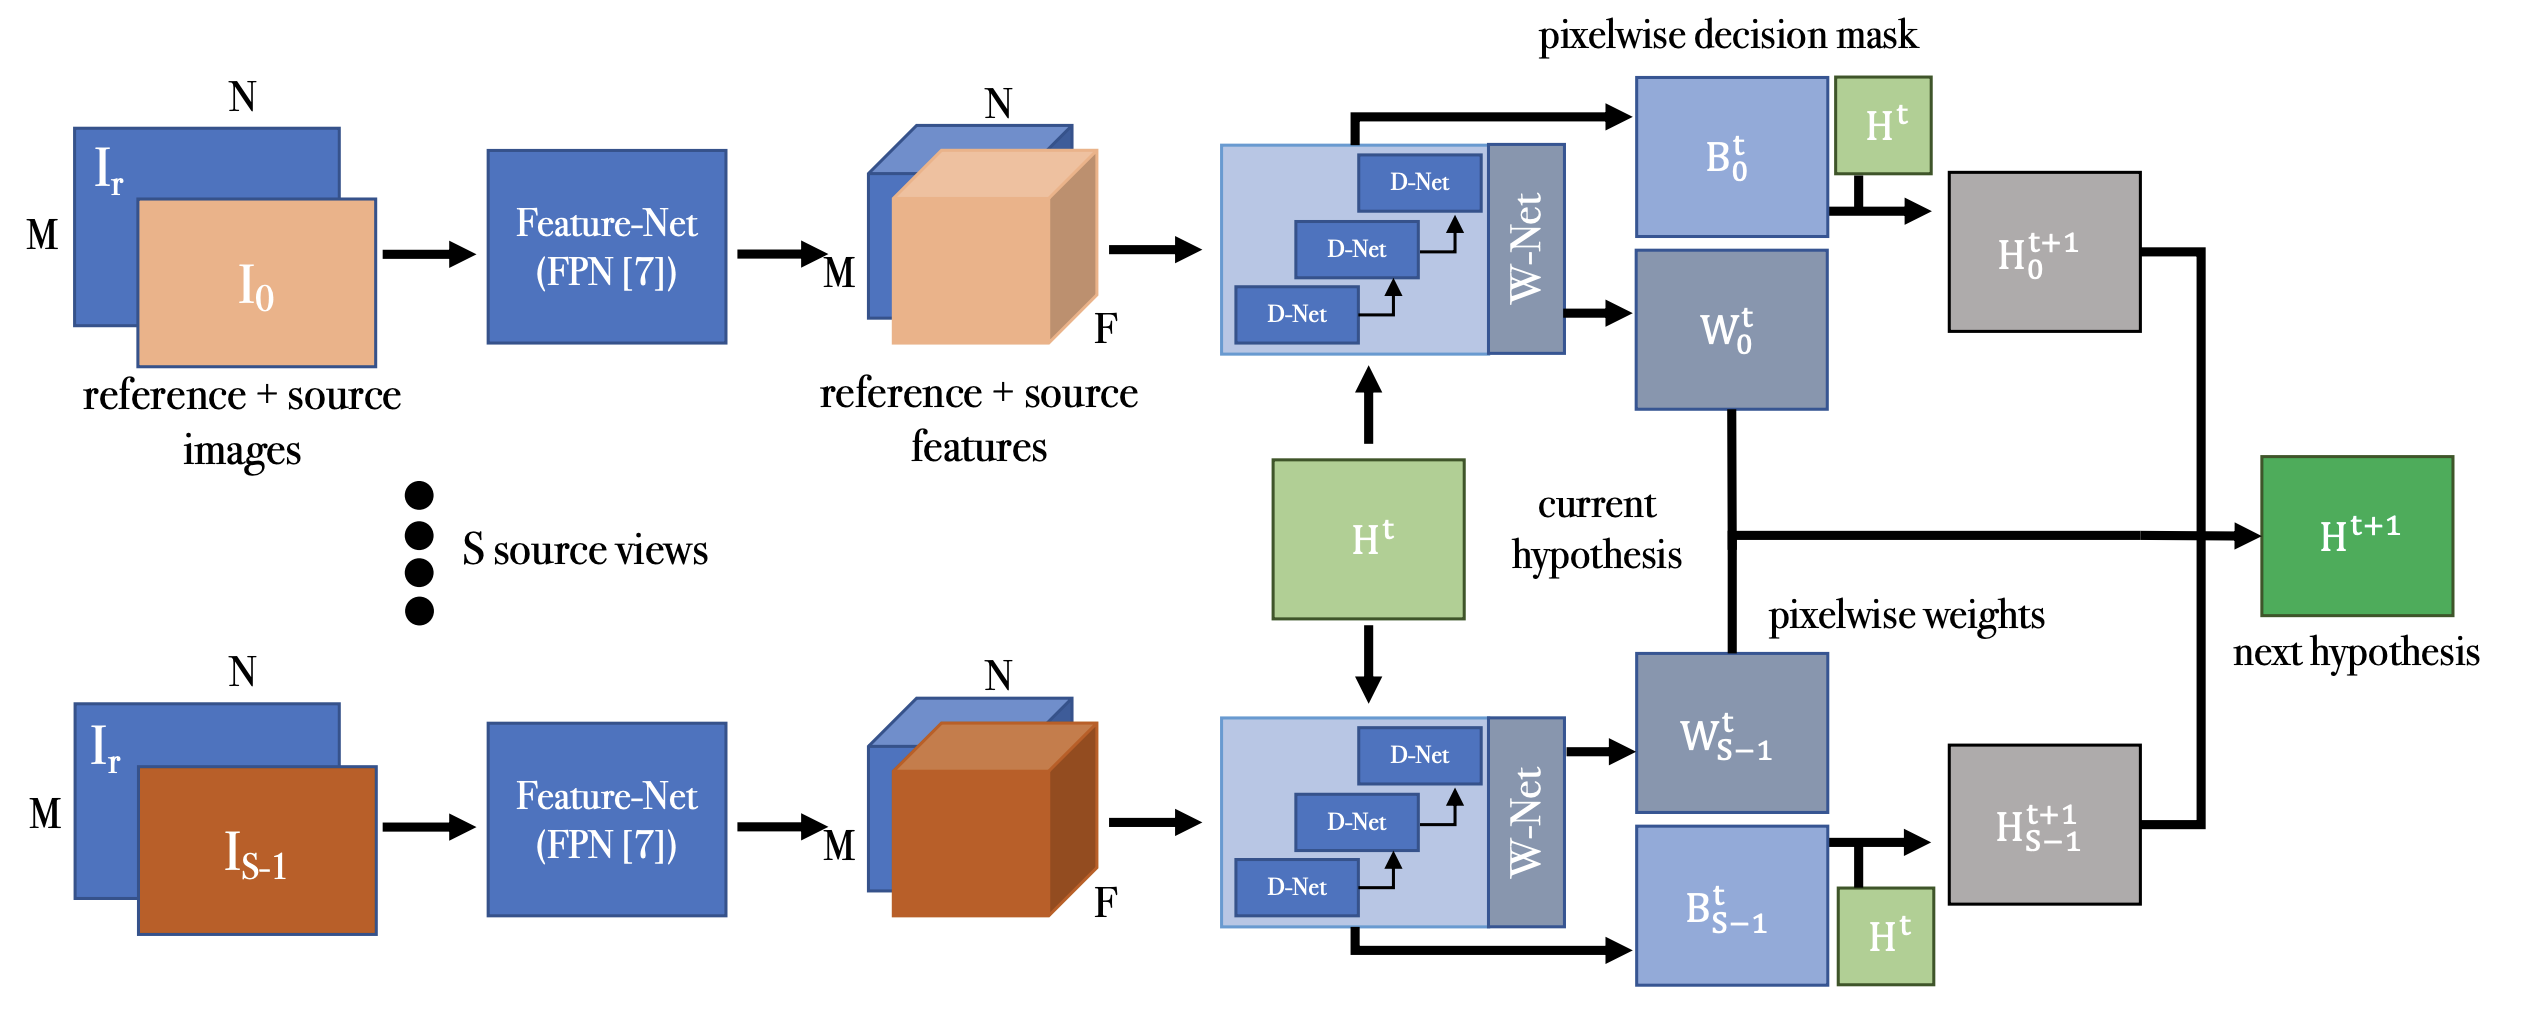 pixelwise decision mask
N
I_r
M
I_0
reference + source
images
Feature-Net
(FPN [7])
N
M
F
reference + source
features
D-Net
D-Net
D-Net
W-Net
B_0^t
H^t
W_0^t
H_0^{t+1}
S source views
H^t
current
hypothesis
pixelwise weights
H^{t+1}
next hypothesis
N
I_r
M
I_{S-1}
Feature-Net
(FPN [7])
N
M
F
D-Net
D-Net
D-Net
W-Net
W_{S-1}^t
B_{S-1}^t
H^t
H_{S-1}^{t+1}